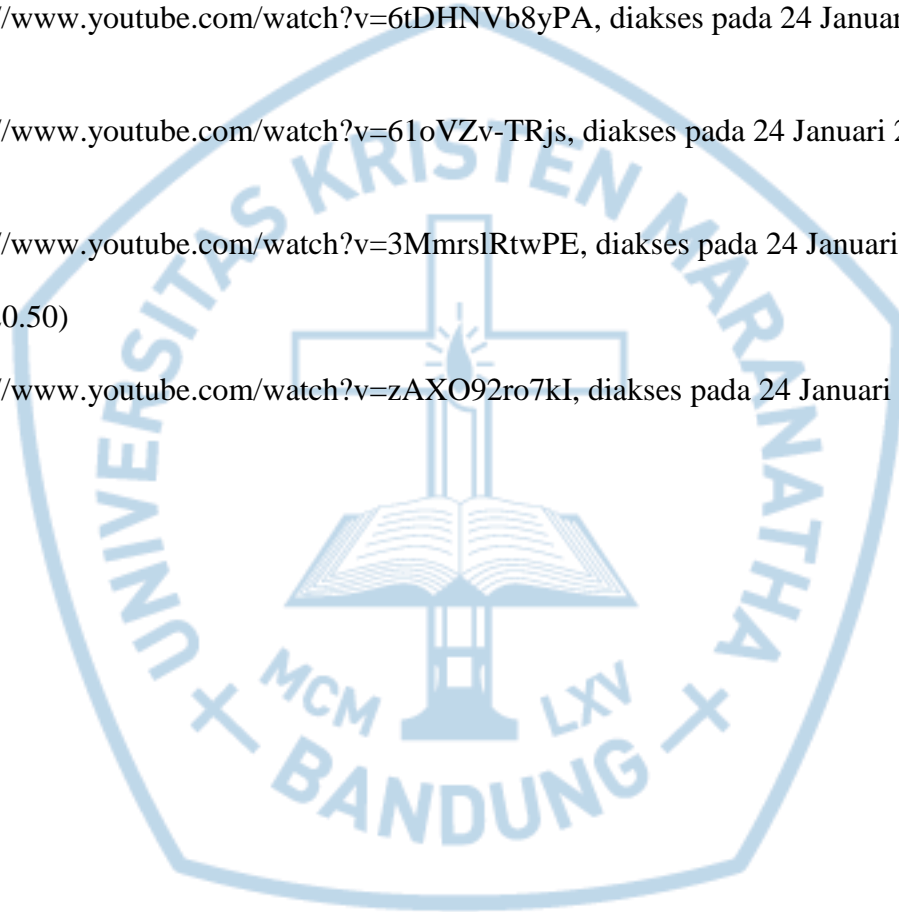 //www.youtube.com/watch?v=6tDHNVb8yPA, diakses pada 24 Januar
//www.youtube.com/watch?v=61oVZv-TRjs, diakses pada 24 Januari 2
//www.youtube.com/watch?v=3MmrslRtwPE, diakses pada 24 Januari
0.50)
//www.youtube.com/watch?v=zAXO92ro7kI, diakses pada 24 Januari
UNIVERSITAS KRISTEN MARANATHA
MCM LXV
BANDUNG